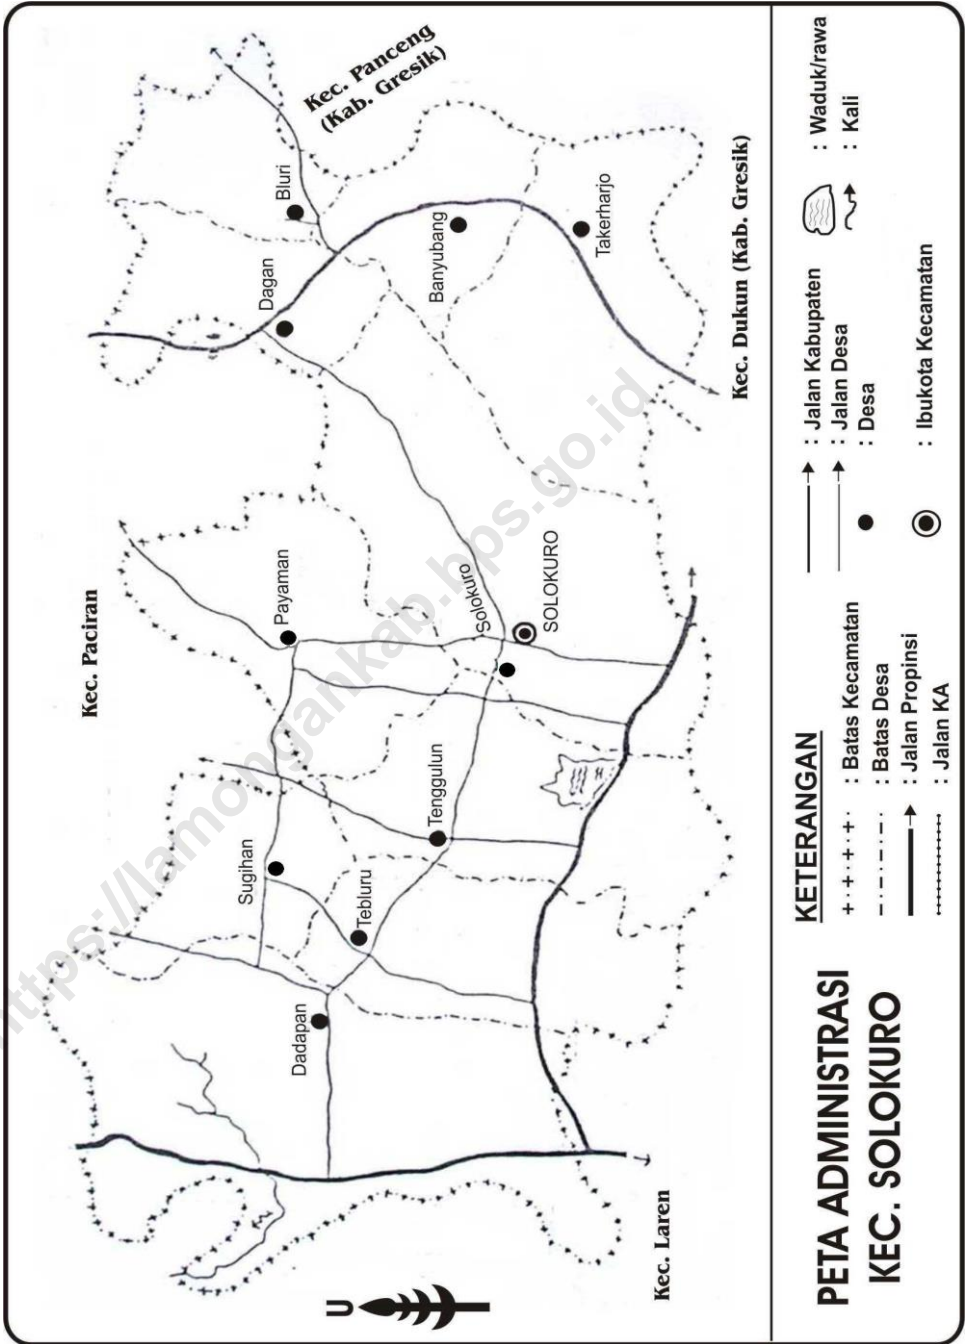 U
Kec. Paciran
Kec. Panceng
(Kab. Gresik)
Bluri
Dagan
Payaman
Sugihan
Banyubang
Tebluru
Tenggulun
Solokuro
SOLOKURO
Dadapan
Takerharjo
Kec. Laren
Kec. Dukun (Kab. Gresik)
https://lamongankab.bps.go.id
PETA ADMINISTRASI
KEC. SOLOKURO
KETERANGAN
: Batas Kecamatan
: Batas Desa
: Jalan Propinsi
: Jalan KA
: Jalan Kabupaten
: Jalan Desa
: Desa
: Ibukota Kecamatan
: Waduk/rawa
: Kali